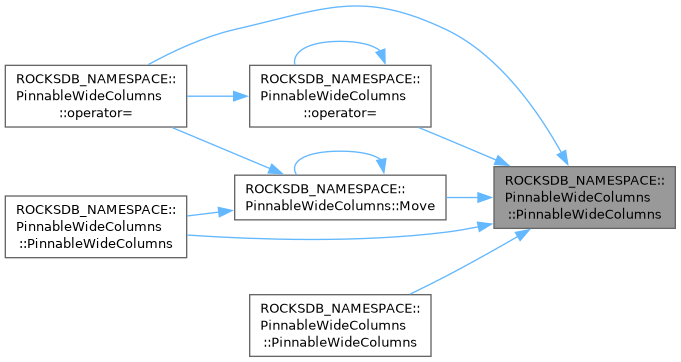 ROCKSDB_NAMESPACE::
PinnableWideColumns
::operator=
ROCKSDB_NAMESPACE::
PinnableWideColumns
::operator=
ROCKSDB_NAMESPACE::
PinnableWideColumns
::PinnableWideColumns
ROCKSDB_NAMESPACE::
PinnableWideColumns::Move
ROCKSDB_NAMESPACE::
PinnableWideColumns
::PinnableWideColumns
ROCKSDB_NAMESPACE::
PinnableWideColumns
::PinnableWideColumns